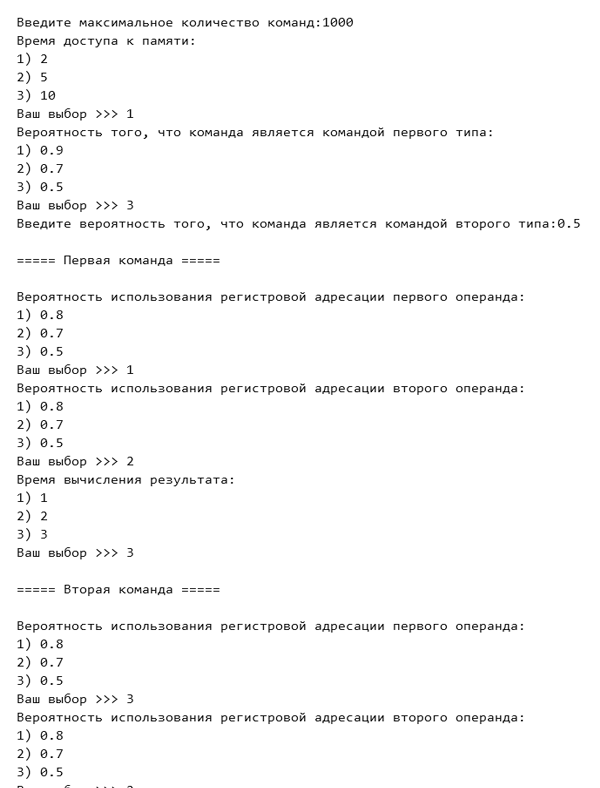 Введите максимальное количество команд:1000
Время доступа к памяти:
1) 2
2) 5
3) 10
Ваш выбор >>> 1
Вероятность того, что команда является командой первого типа:
1) 0.9
2) 0.7
3) 0.5
Ваш выбор >>> 3
Введите вероятность того, что команда является командой второго типа:0.5
===== Первая команда =====
Вероятность использования регистровой адресации первого операнда:
1) 0.8
2) 0.7
3) 0.5
Ваш выбор >>> 1
Вероятность использования регистровой адресации второго операнда:
1) 0.8
2) 0.7
3) 0.5
Ваш выбор >>> 2
Время вычисления результата:
1) 1
2) 2
3) 3
Ваш выбор >>> 3
===== Вторая команда =====
Вероятность использования регистровой адресации первого операнда:
1) 0.8
2) 0.7
3) 0.5
Ваш выбор >>> 3
Вероятность использования регистровой адресации второго операнда:
1) 0.8
2) 0.7
3) 0.5